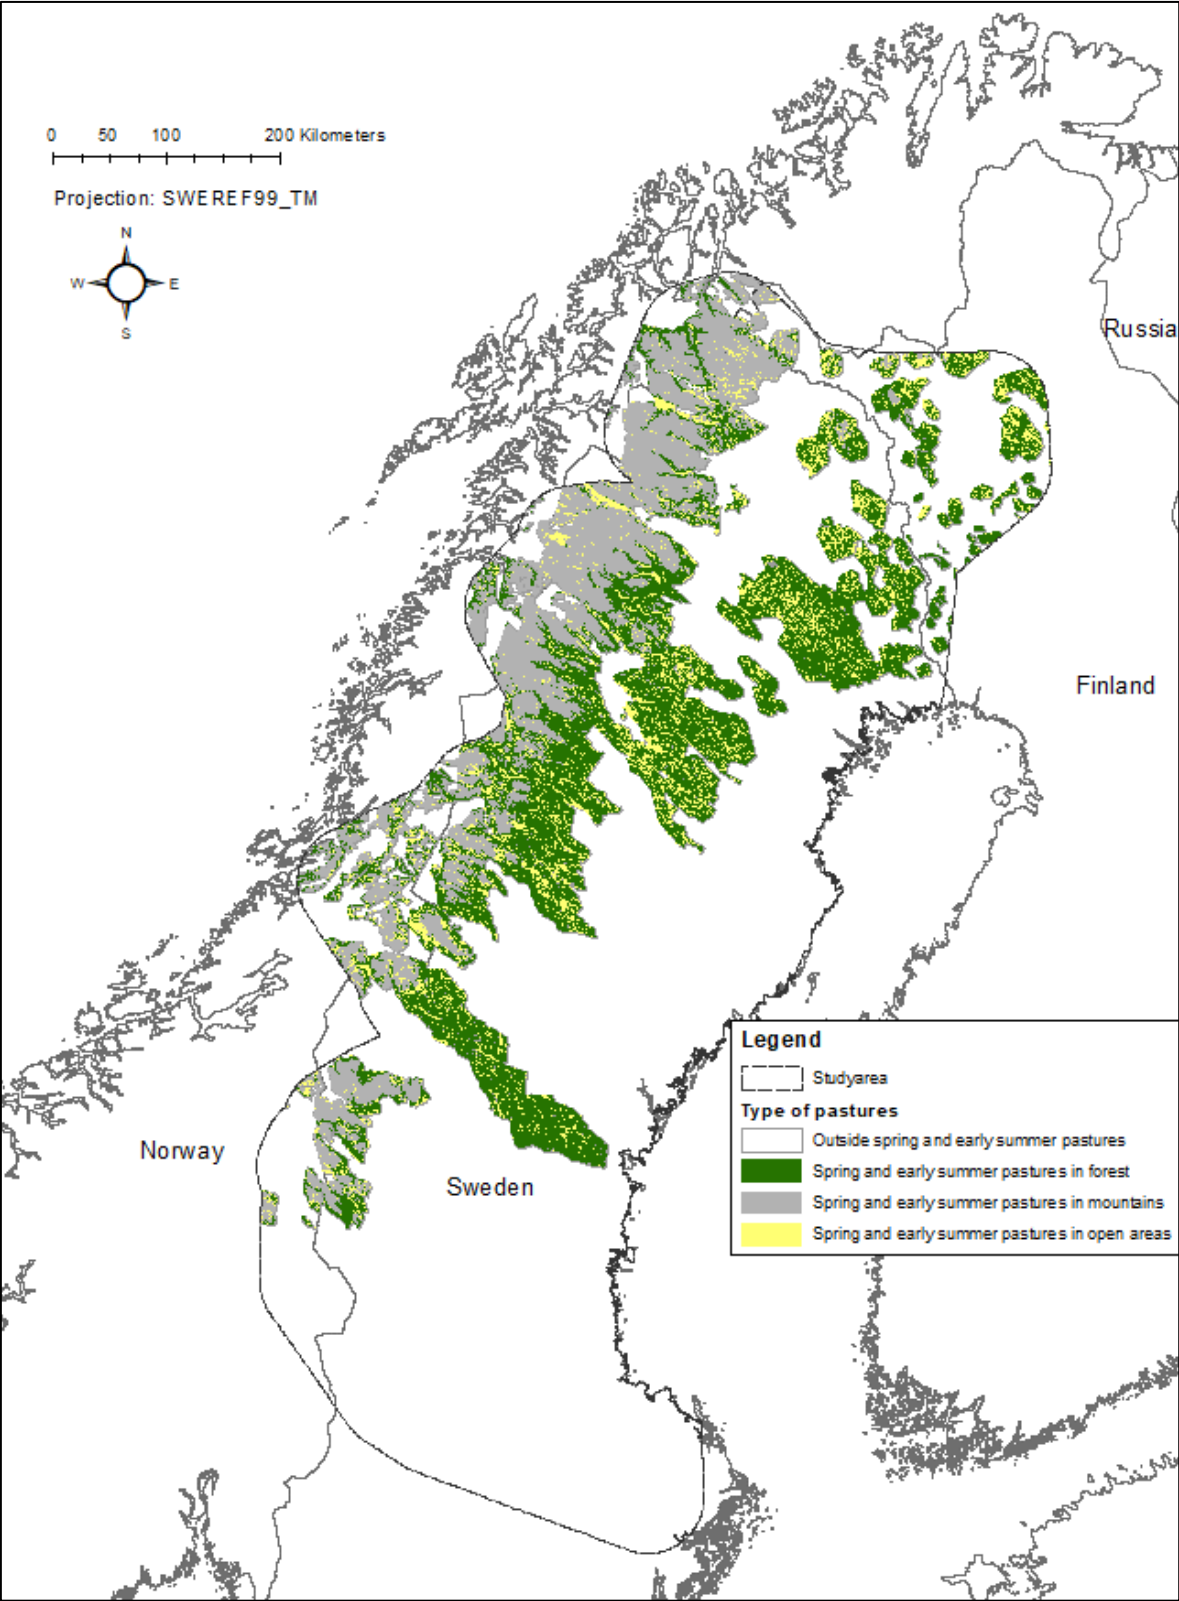 0 50 100 200 Kilometers
Projection: SWEREF99_TM
N
W E
S
Russia
Finland
Norway
Sweden
Legend
Studyarea
Type of pastures
Outside spring and early summer pastures
Spring and early summer pastures in forest
Spring and early summer pastures in mountains
Spring and early summer pastures in open areas